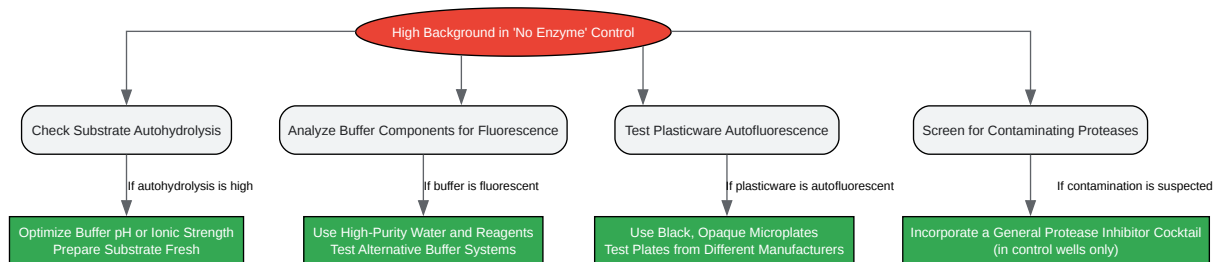 High Background in 'No Enzyme' Control
Check Substrate Autohydrolysis
Analyze Buffer Components for Fluorescence
Test Plasticware Autofluorescence
Screen for Contaminating Proteases
If autohydrolysis is high
If buffer is fluorescent
If plasticware is autofluorescent
If contamination is suspected
Optimize Buffer pH or Ionic Strength
Prepare Substrate Fresh
Use High-Purity Water and Reagents
Test Alternative Buffer Systems
Use Black, Opaque Microplates
Test Plates from Different Manufacturers
Incorporate a General Protease Inhibitor Cocktail
(in control wells only)